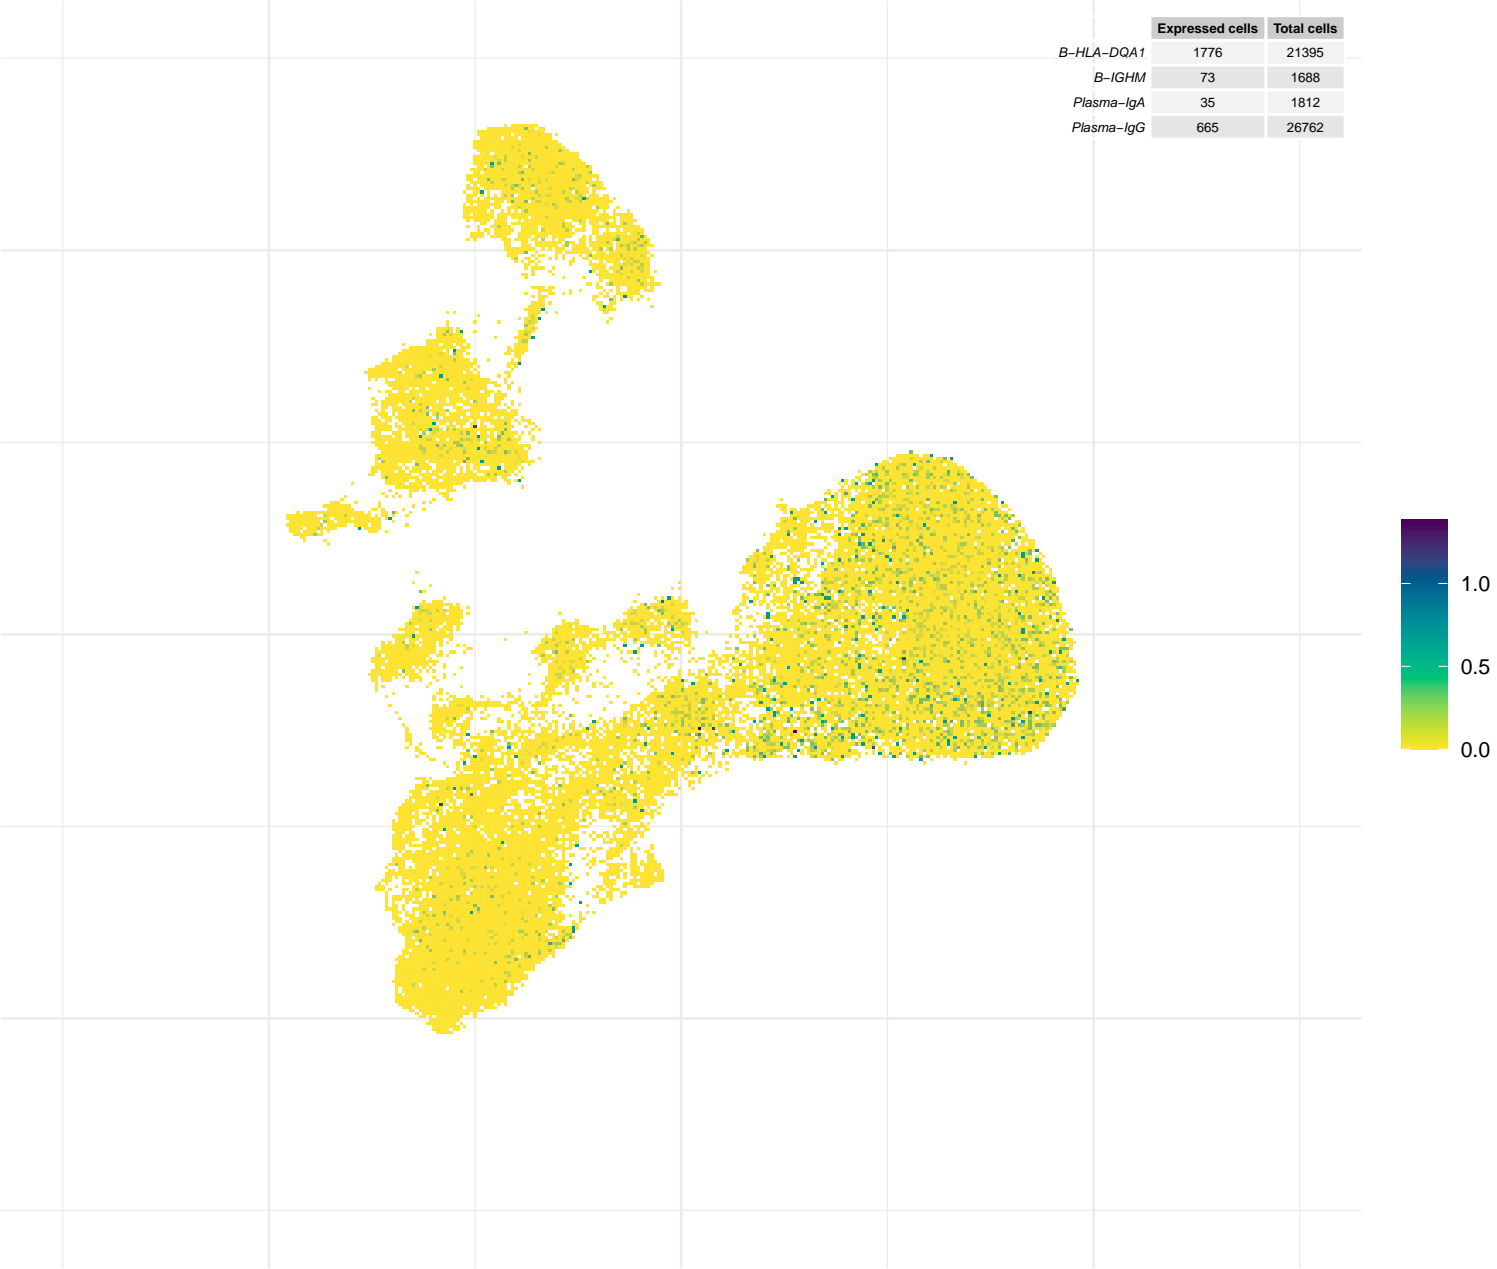 Expressed cells Total cells
B−HLA−DQA1 1776 21395
B−IGHM 73 1688
Plasma−IgA 35 1812
Plasma−IgG 665 26762
1.0
0.5
0.0